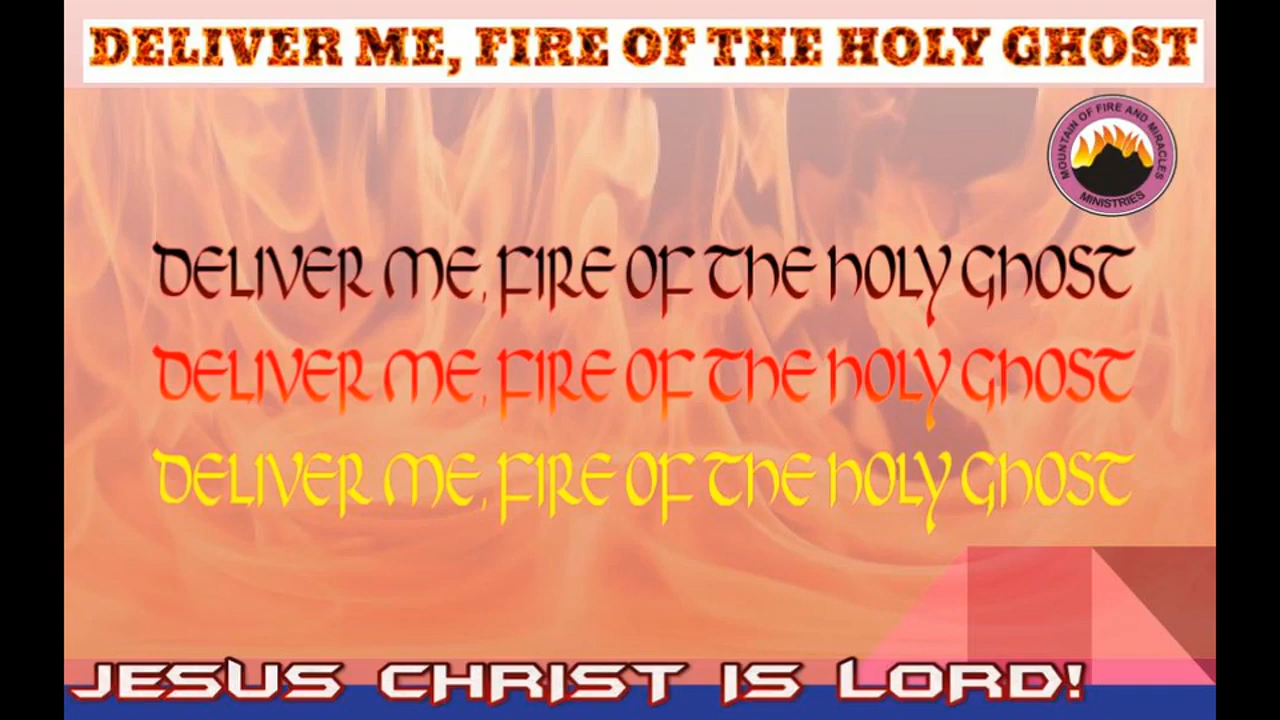 DELIVER ME, FIRE OF THE HOLY GHOST
MOUNTAIN OF FIRE AND MIRACLES
MINISTRIES
DELIVER ME, FIRE OF THE HOLY GHOST
DELIVER ME, FIRE OF THE HOLY GHOST
DELIVER ME, FIRE OF THE HOLY GHOST
JESUS CHRIST IS LORD!